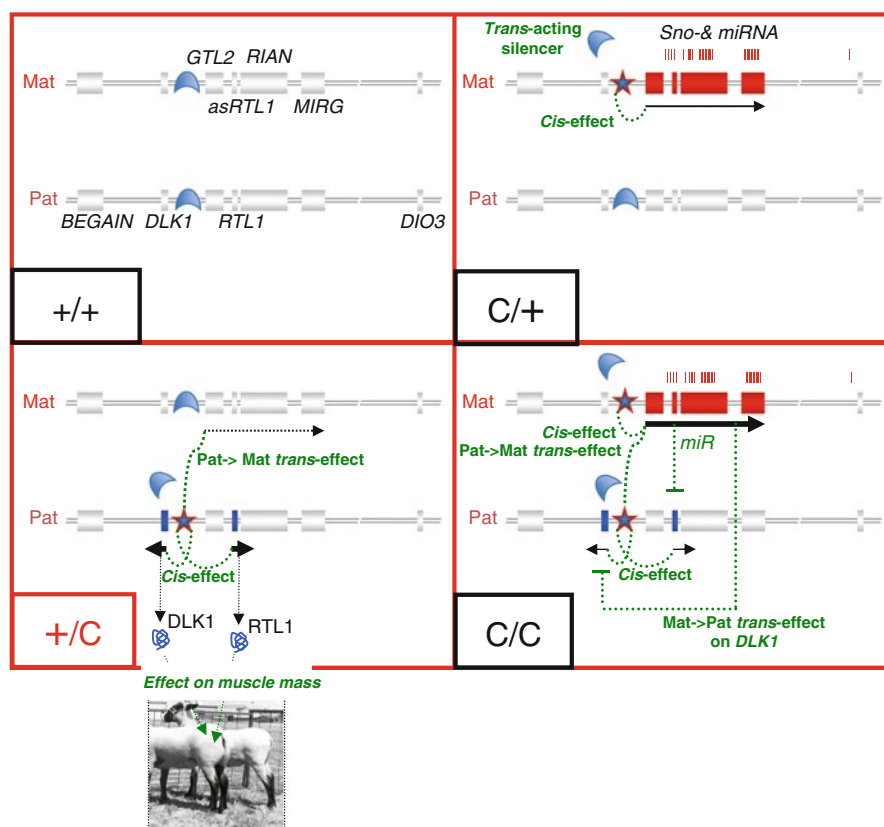 GTL2 RIAN
Mat
asRTL1 MIRG
Pat
BEGAIN DLK1 RTL1 DIO3
+/+
Trans-acting
silencer
Sno-& miRNA
Mat
Cis-effect
Pat
C/+
Mat
Pat-> Mat trans-effect
Pat
Cis-effect
+/C
DLK1
RTL1
Effect on muscle mass
Mat
Cis-effect
Pat->Mat trans-effect
miR
Pat
Cis-effect
C/C
Mat->Pat trans-effect
on DLK1